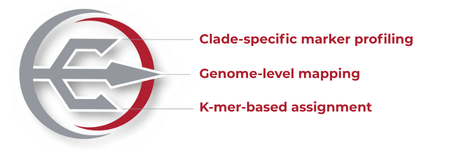 Clade-specific marker profiling
Genome-level mapping
K-mer-based assignment